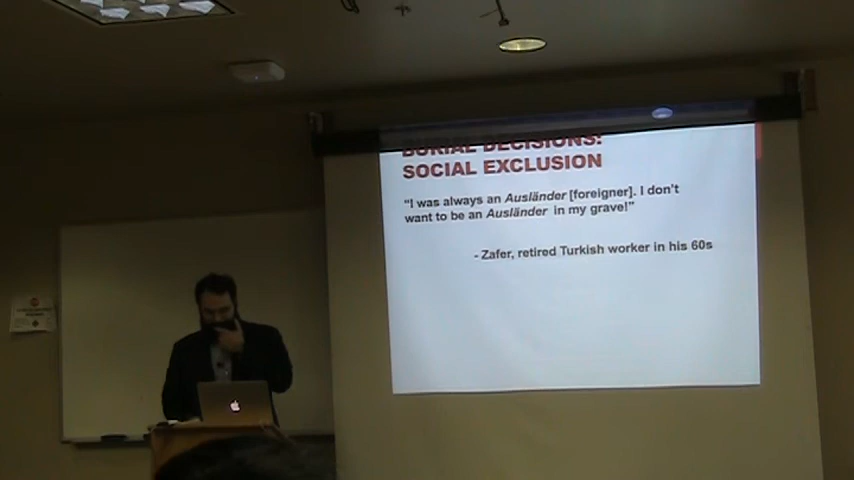 BURIAL DECISIONS:
SOCIAL EXCLUSION
“I was always an Ausländer [foreigner]. I don’t
want to be an Ausländer in my grave!”
- Zafer, retired Turkish worker in his 60s